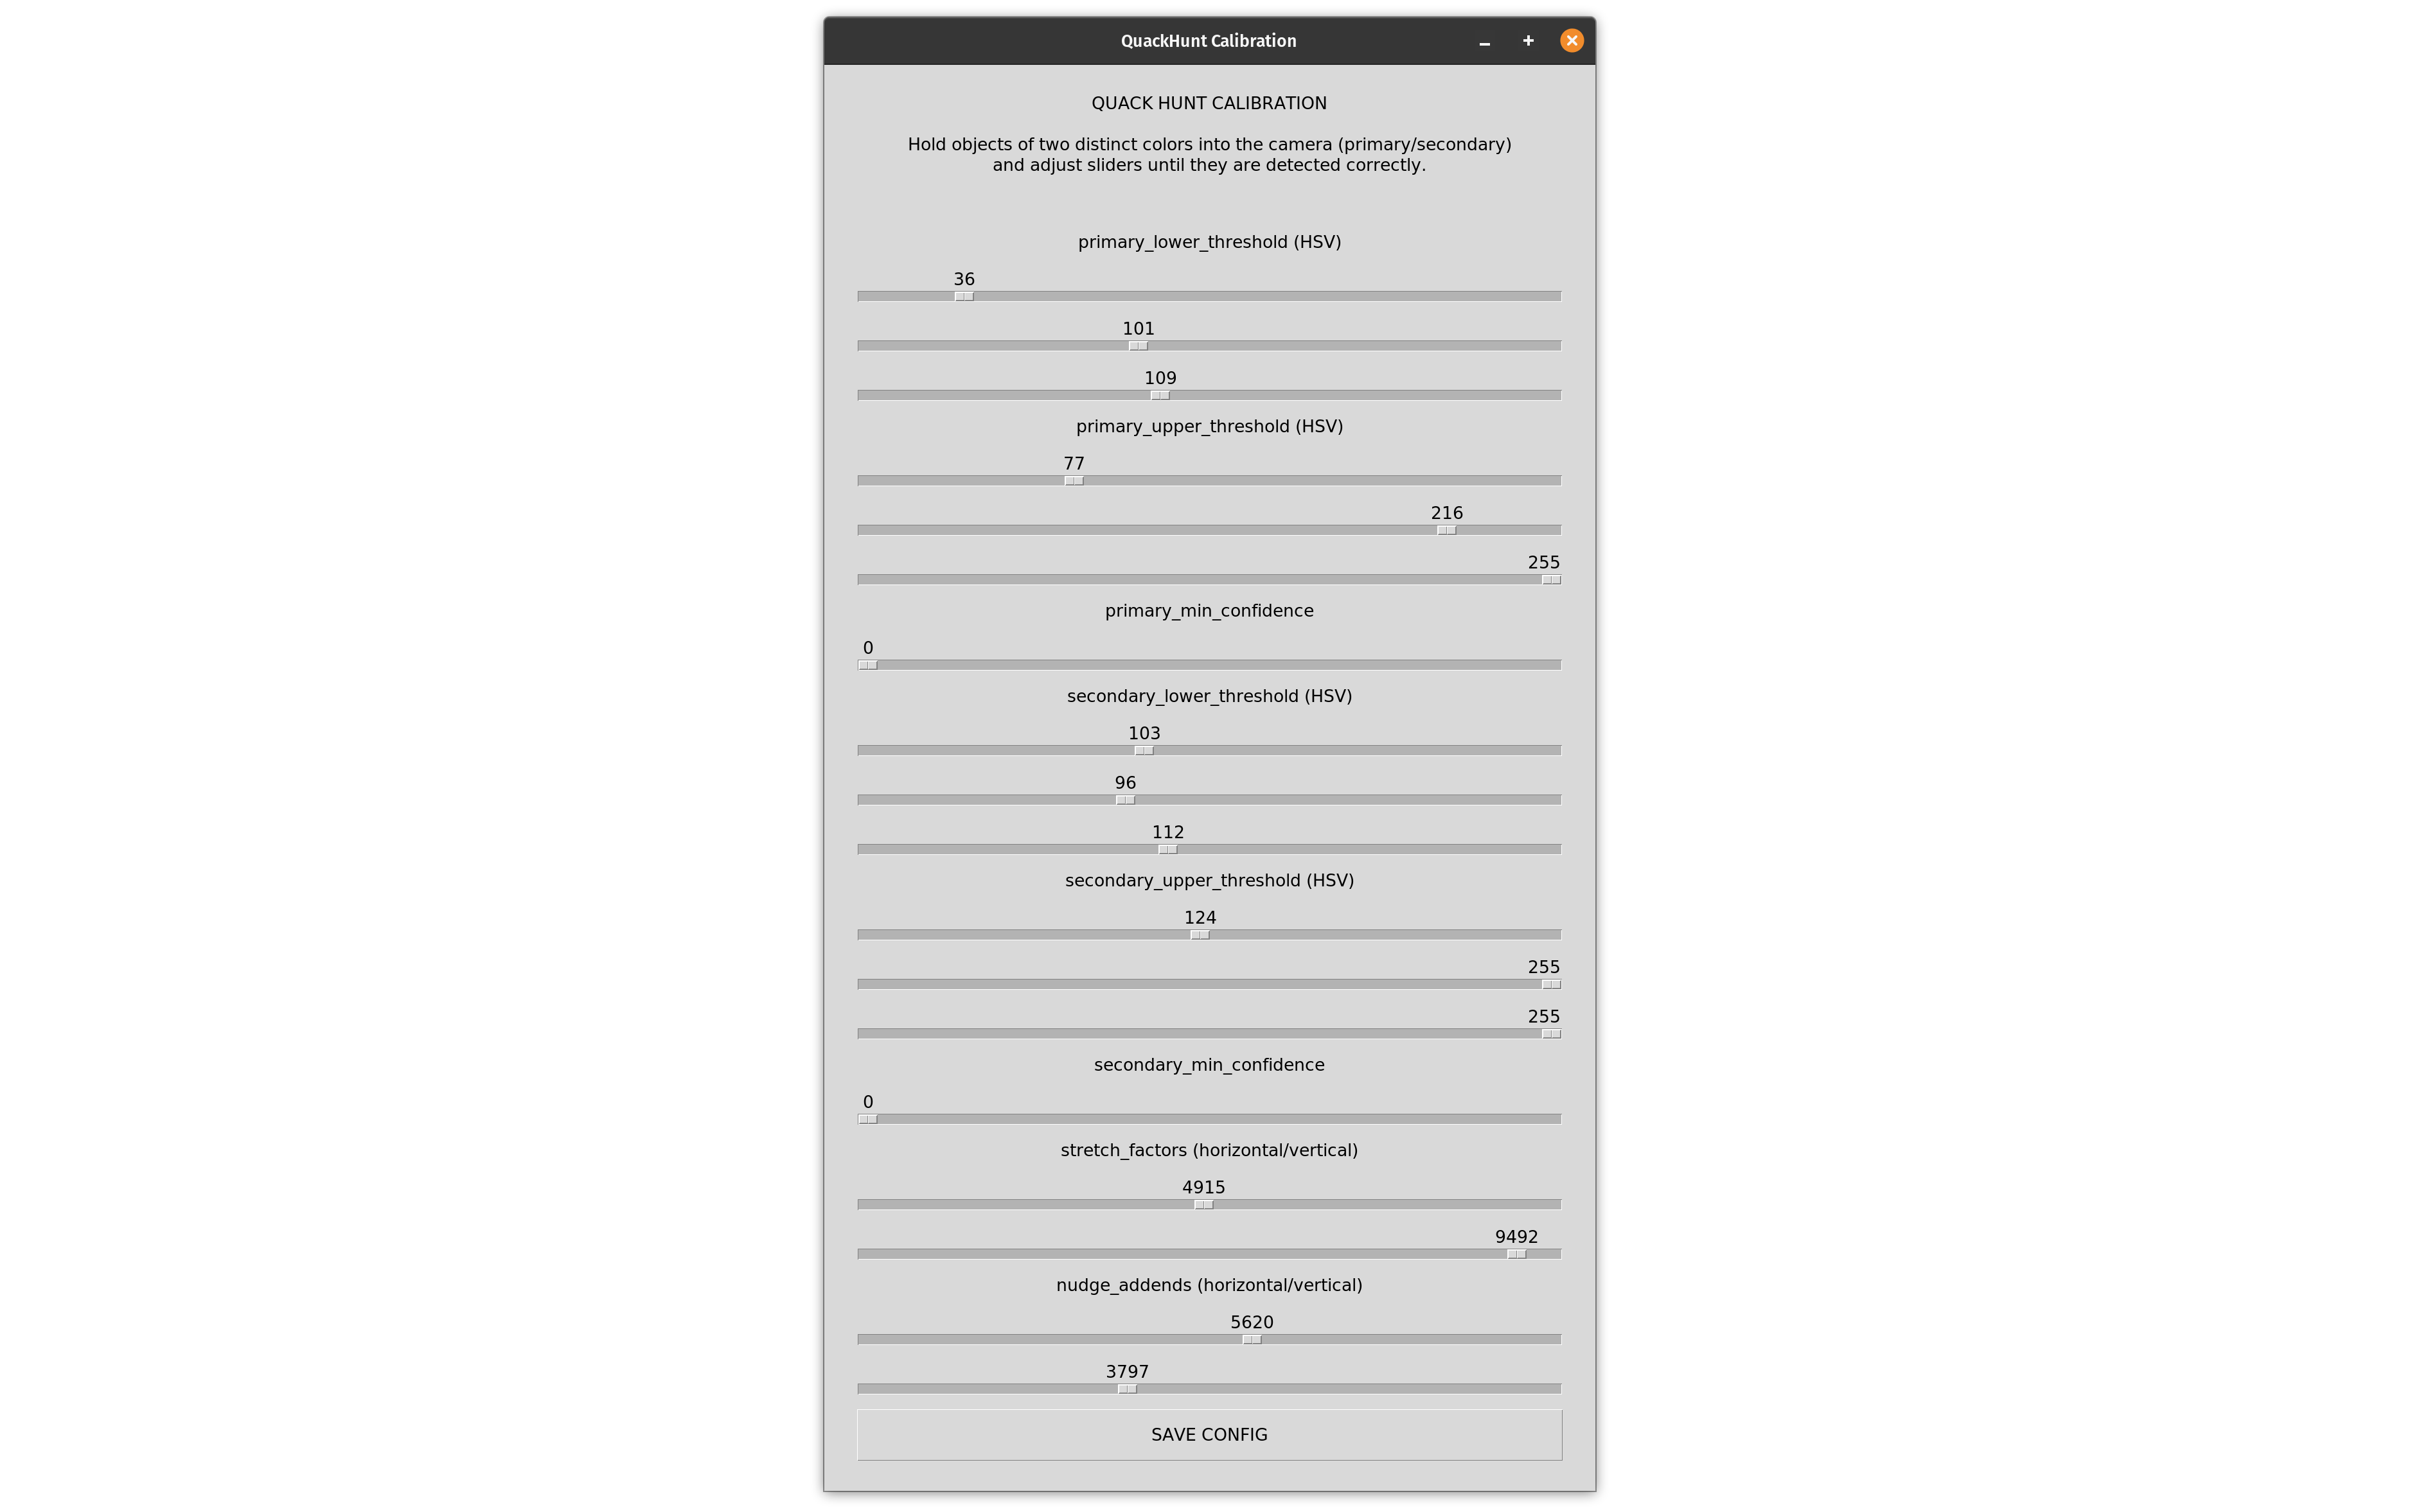 QuackHunt Calibration
QUACK HUNT CALIBRATION
Hold objects of two distinct colors into the camera (primary/secondary)
and adjust sliders until they are detected correctly.
primary_lower_threshold (HSV)
36
101
109
primary_upper_threshold (HSV)
77
216
255
primary_min_confidence
0
secondary_lower_threshold (HSV)
103
96
112
secondary_upper_threshold (HSV)
124
255
255
secondary_min_confidence
0
stretch_factors (horizontal/vertical)
4915
9492
nudge_addends (horizontal/vertical)
5620
3797
SAVE CONFIG